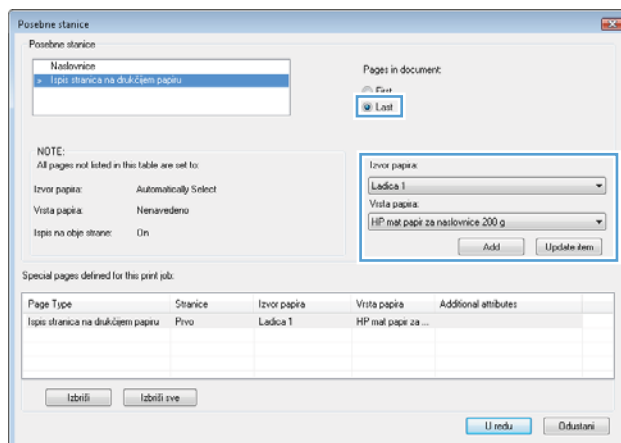 Posebne stanice
Posebne stanice
Naslovnice
» Ispis stranica na drukčijem papiru
Pages in document:
First
Last
NOTE:
All pages not listed in this table are set to:
Izvor papira: Automatically Select
Vrsta papira: Nenavedeno
Ispis na obje strane: On
Izvor papira:
Ladica 1
Vrsta papira:
HP mat papir za naslovnice 200 g
Add Update item
Special pages defined for this print job:
Page Type Stranice Izvor papira Vrsta papira Additional attributes
Ispis stranica na drukčijem papiru Prvo Ladica 1 HP mat papir za ...
Izbriši Izbriši sve
U redu Odustani